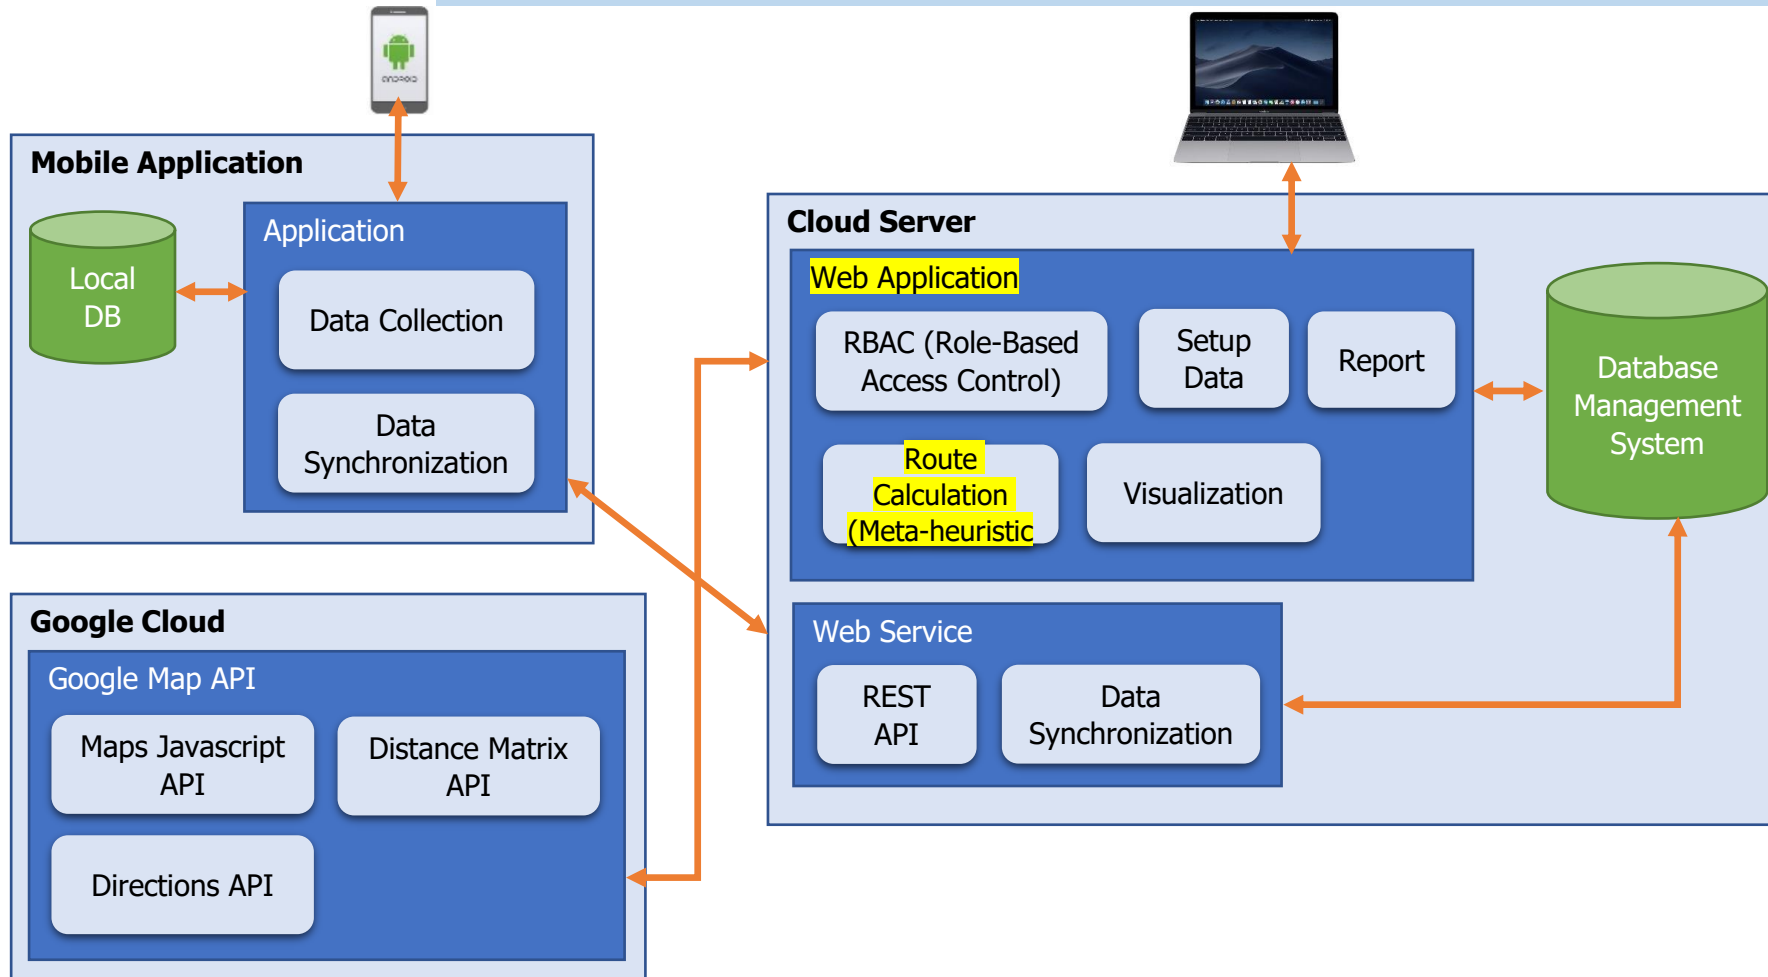 ANDROID
Mobile Application
Local
DB
Application
Data Collection
Data
Synchronization
Google Cloud
Google Map API
Maps Javascript
API
Distance Matrix
API
Directions API
Cloud Server
Web Application
RBAC (Role-Based
Access Control)
Setup
Data
Report
Route
Calculation
(Meta-heuristic
Visualization
Database
Management
System
Web Service
REST
API
Data
Synchronization